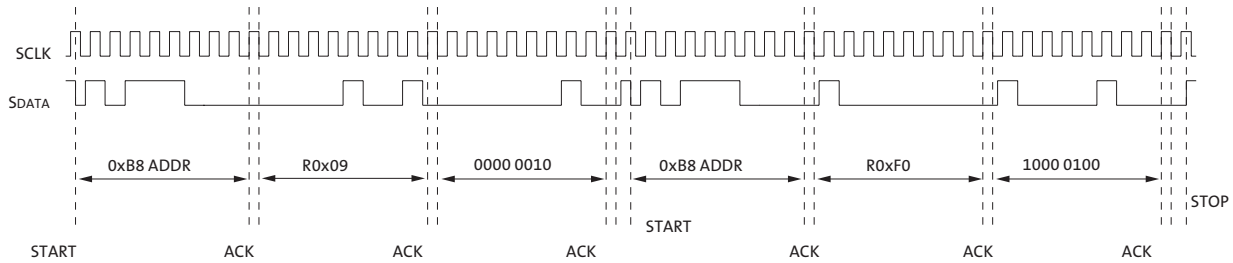 SCLK
SDATA
0xB8 ADDR R0x09 0000 0010 0xB8 ADDR R0xF0 1000 0100
STOP
START
START ACK ACK ACK ACK ACK ACK